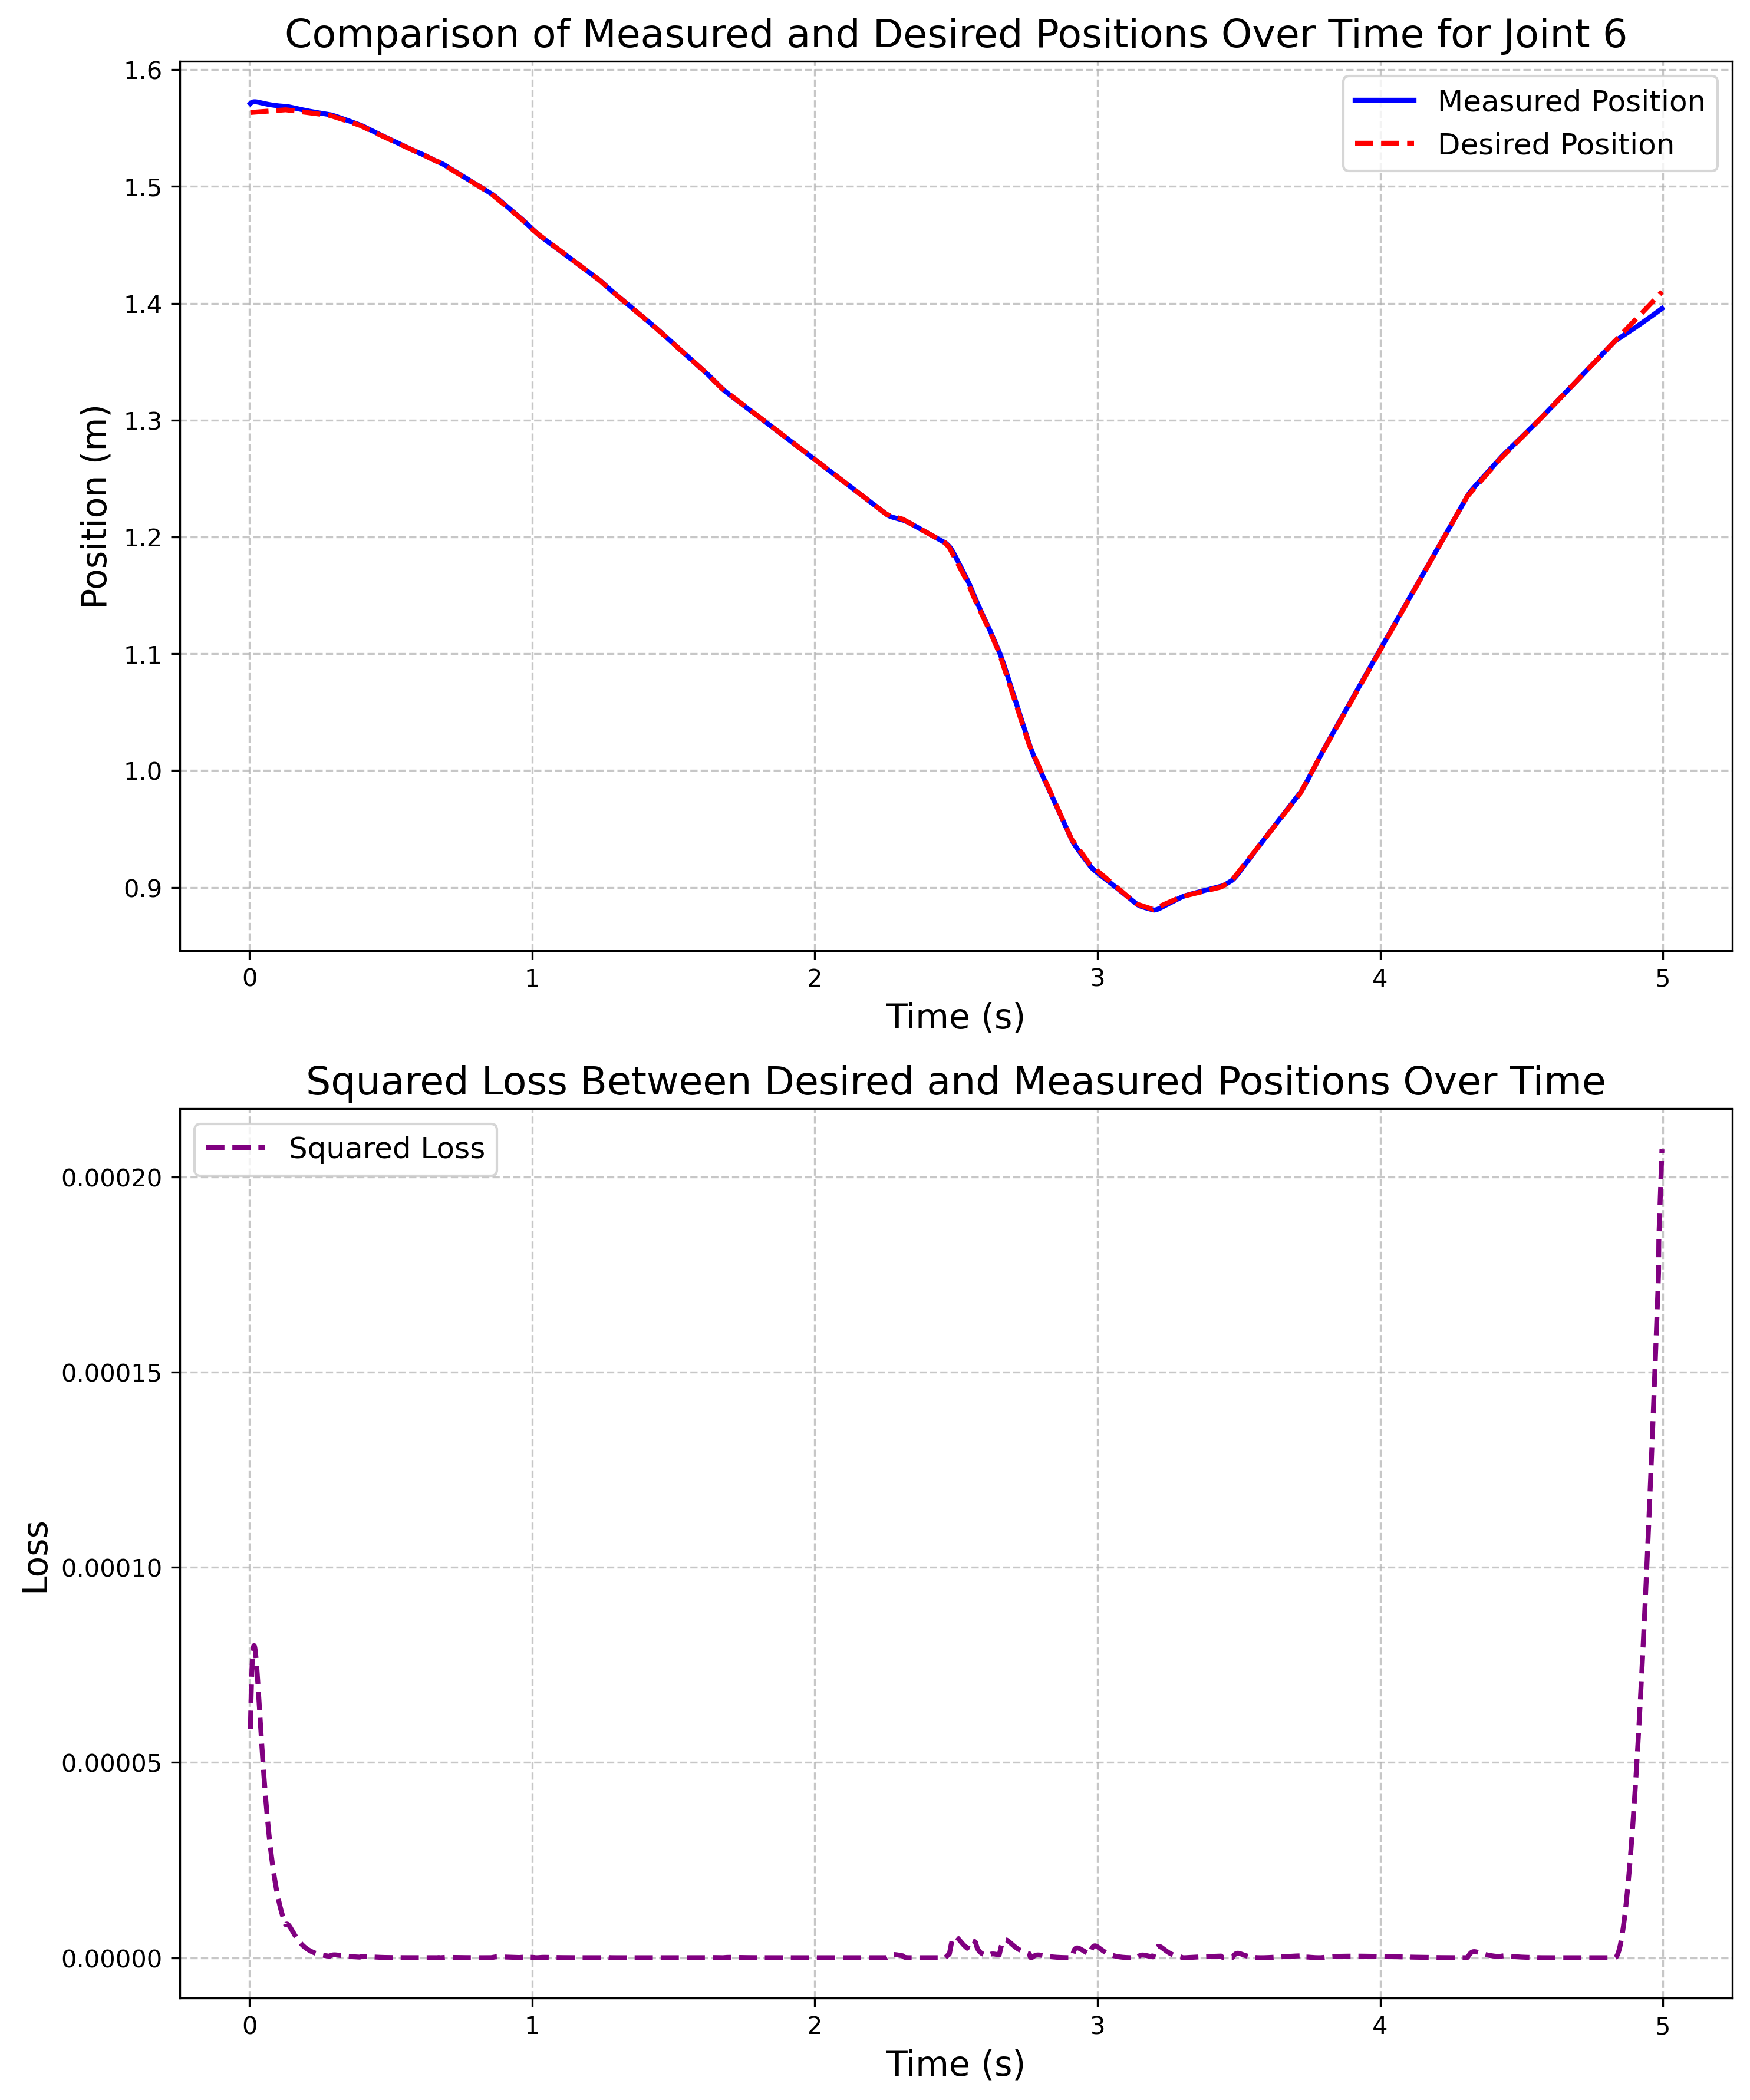 Comparison of Measured and Desired Positions Over Time for Joint 6
1.6
1.5
1.4
1.3
1.2
1.1
1.0
0.9
Position (m)
Measured Position
Desired Position
0 1 2 3 4 5
Time (s)
Squared Loss Between Desired and Measured Positions Over Time
Squared Loss
0.00020
0.00015
0.00010
0.00005
0.00000
Loss
0 1 2 3 4 5
Time (s)